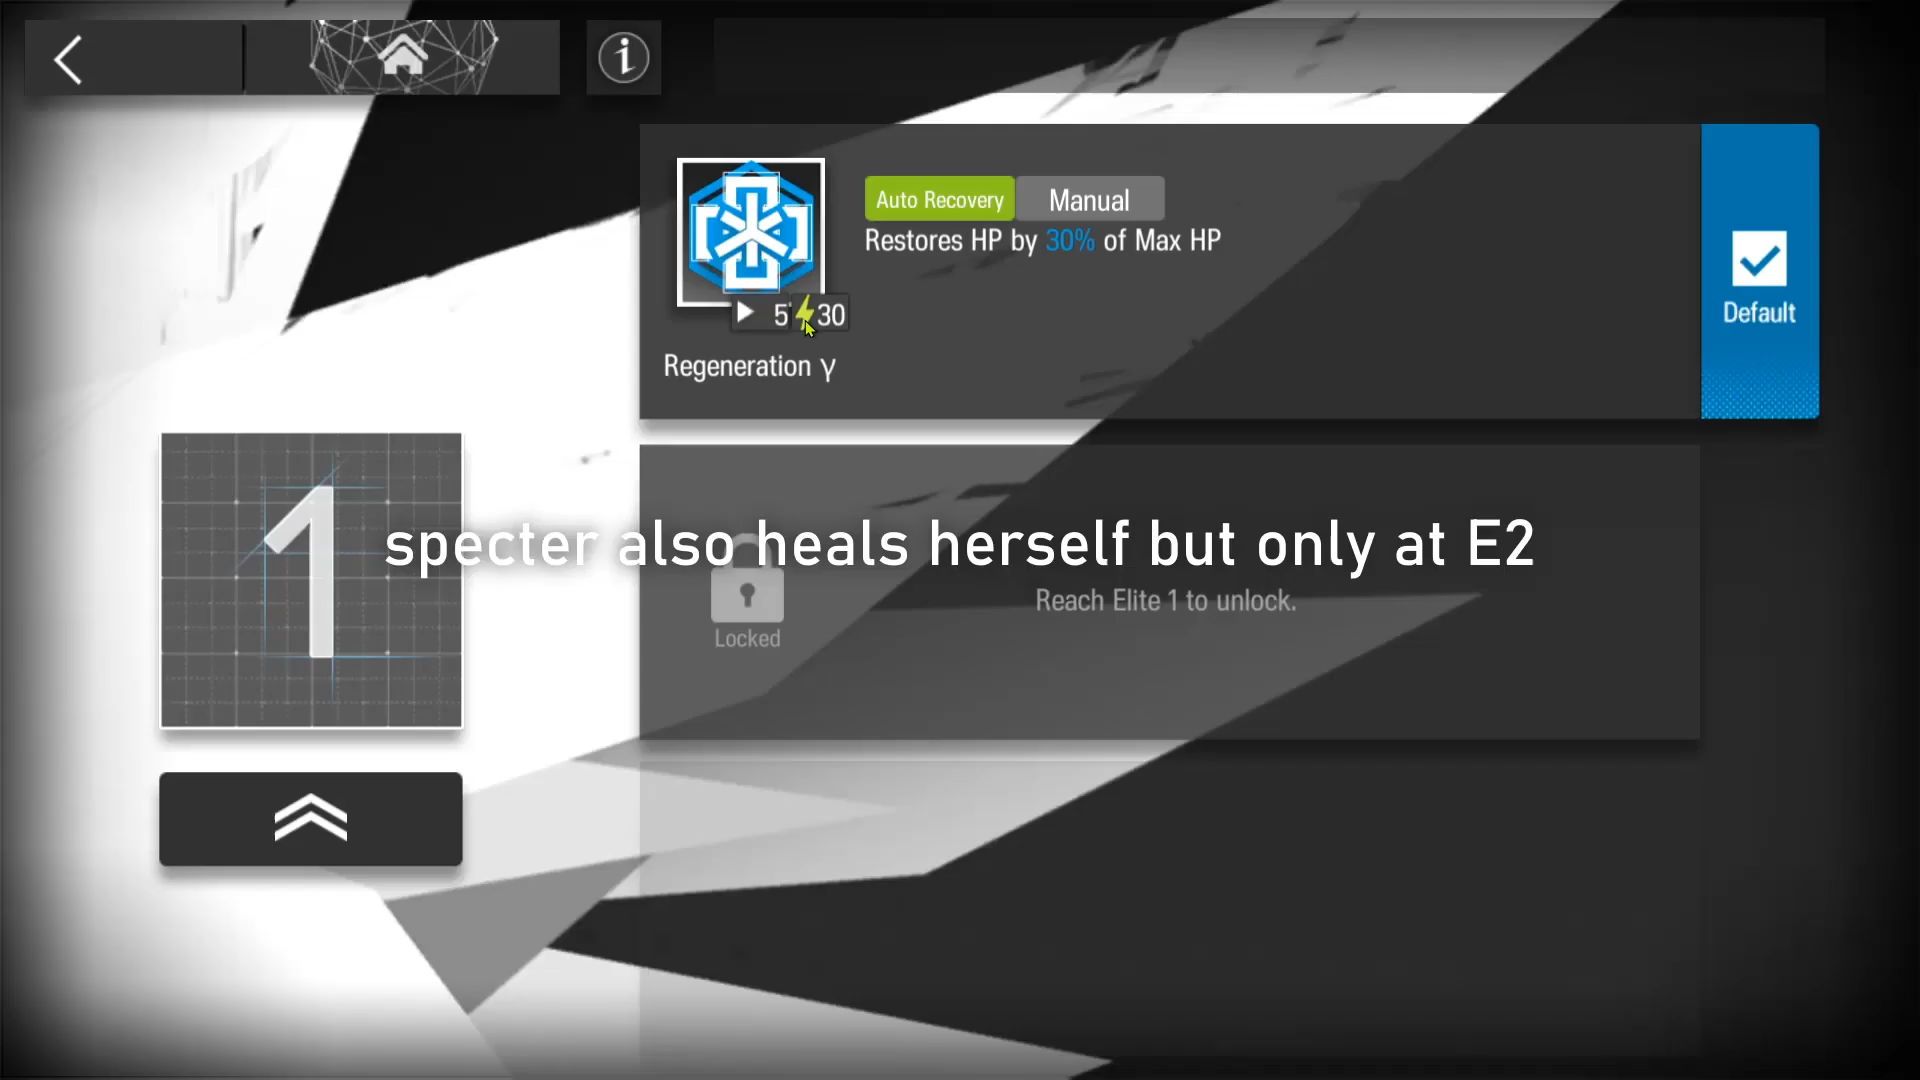 Auto Recovery Manual
Restores HP by 30% of Max HP
5 30
Regeneration γ
Default
1
specter also heals herself but only at E2
Reach Elite 1 to unlock.
Locked